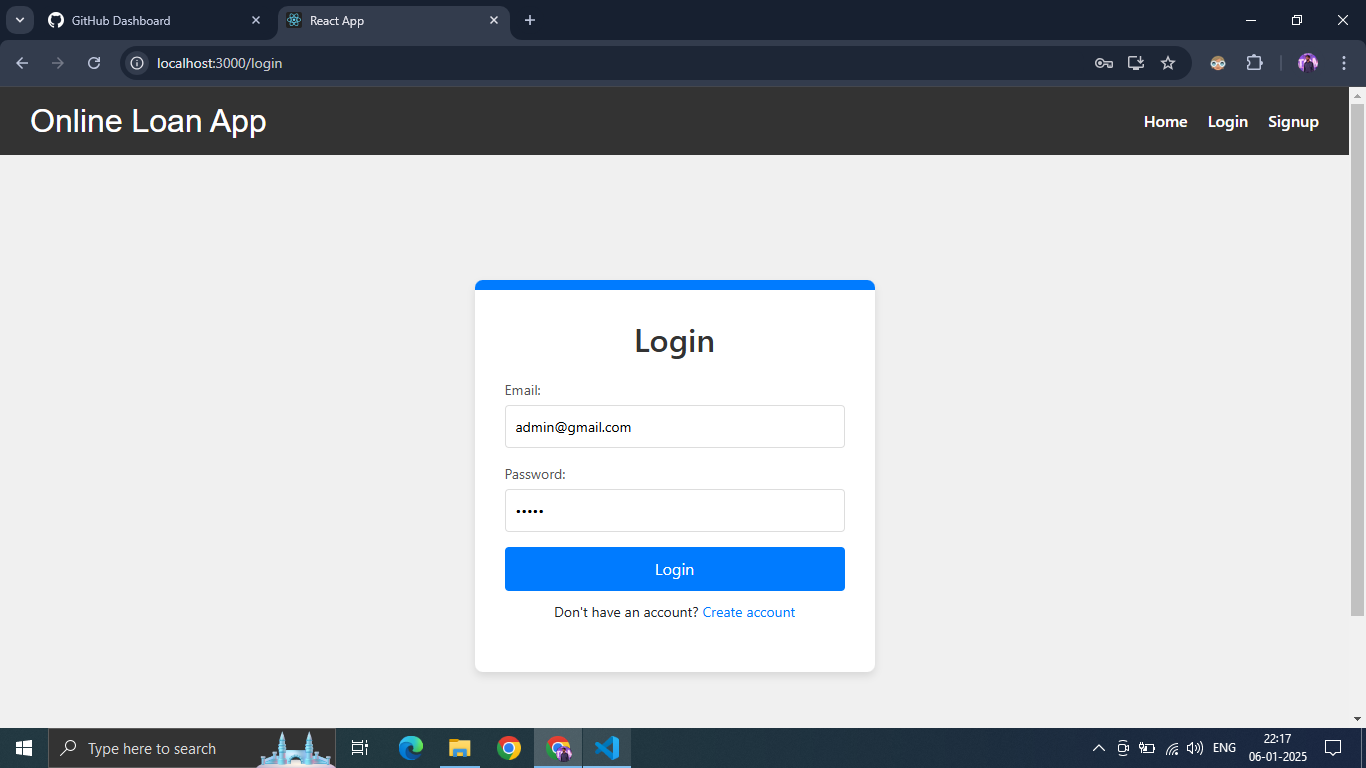 GitHub Dashboard
React App
localhost:3000/login
Online Loan App
Home Login Signup
Login
Email:
admin@gmail.com
Password:
•••••
Login
Don't have an account? Create account
Type here to search
ENG
22:17
06-01-2025